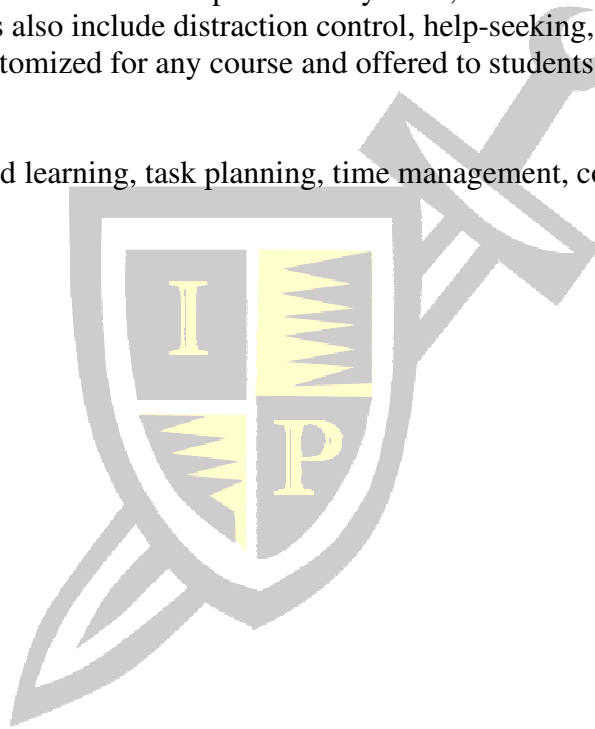 s also include distraction control, help-seeking,
tomized for any course and offered to students
d learning, task planning, time management, co
I
P